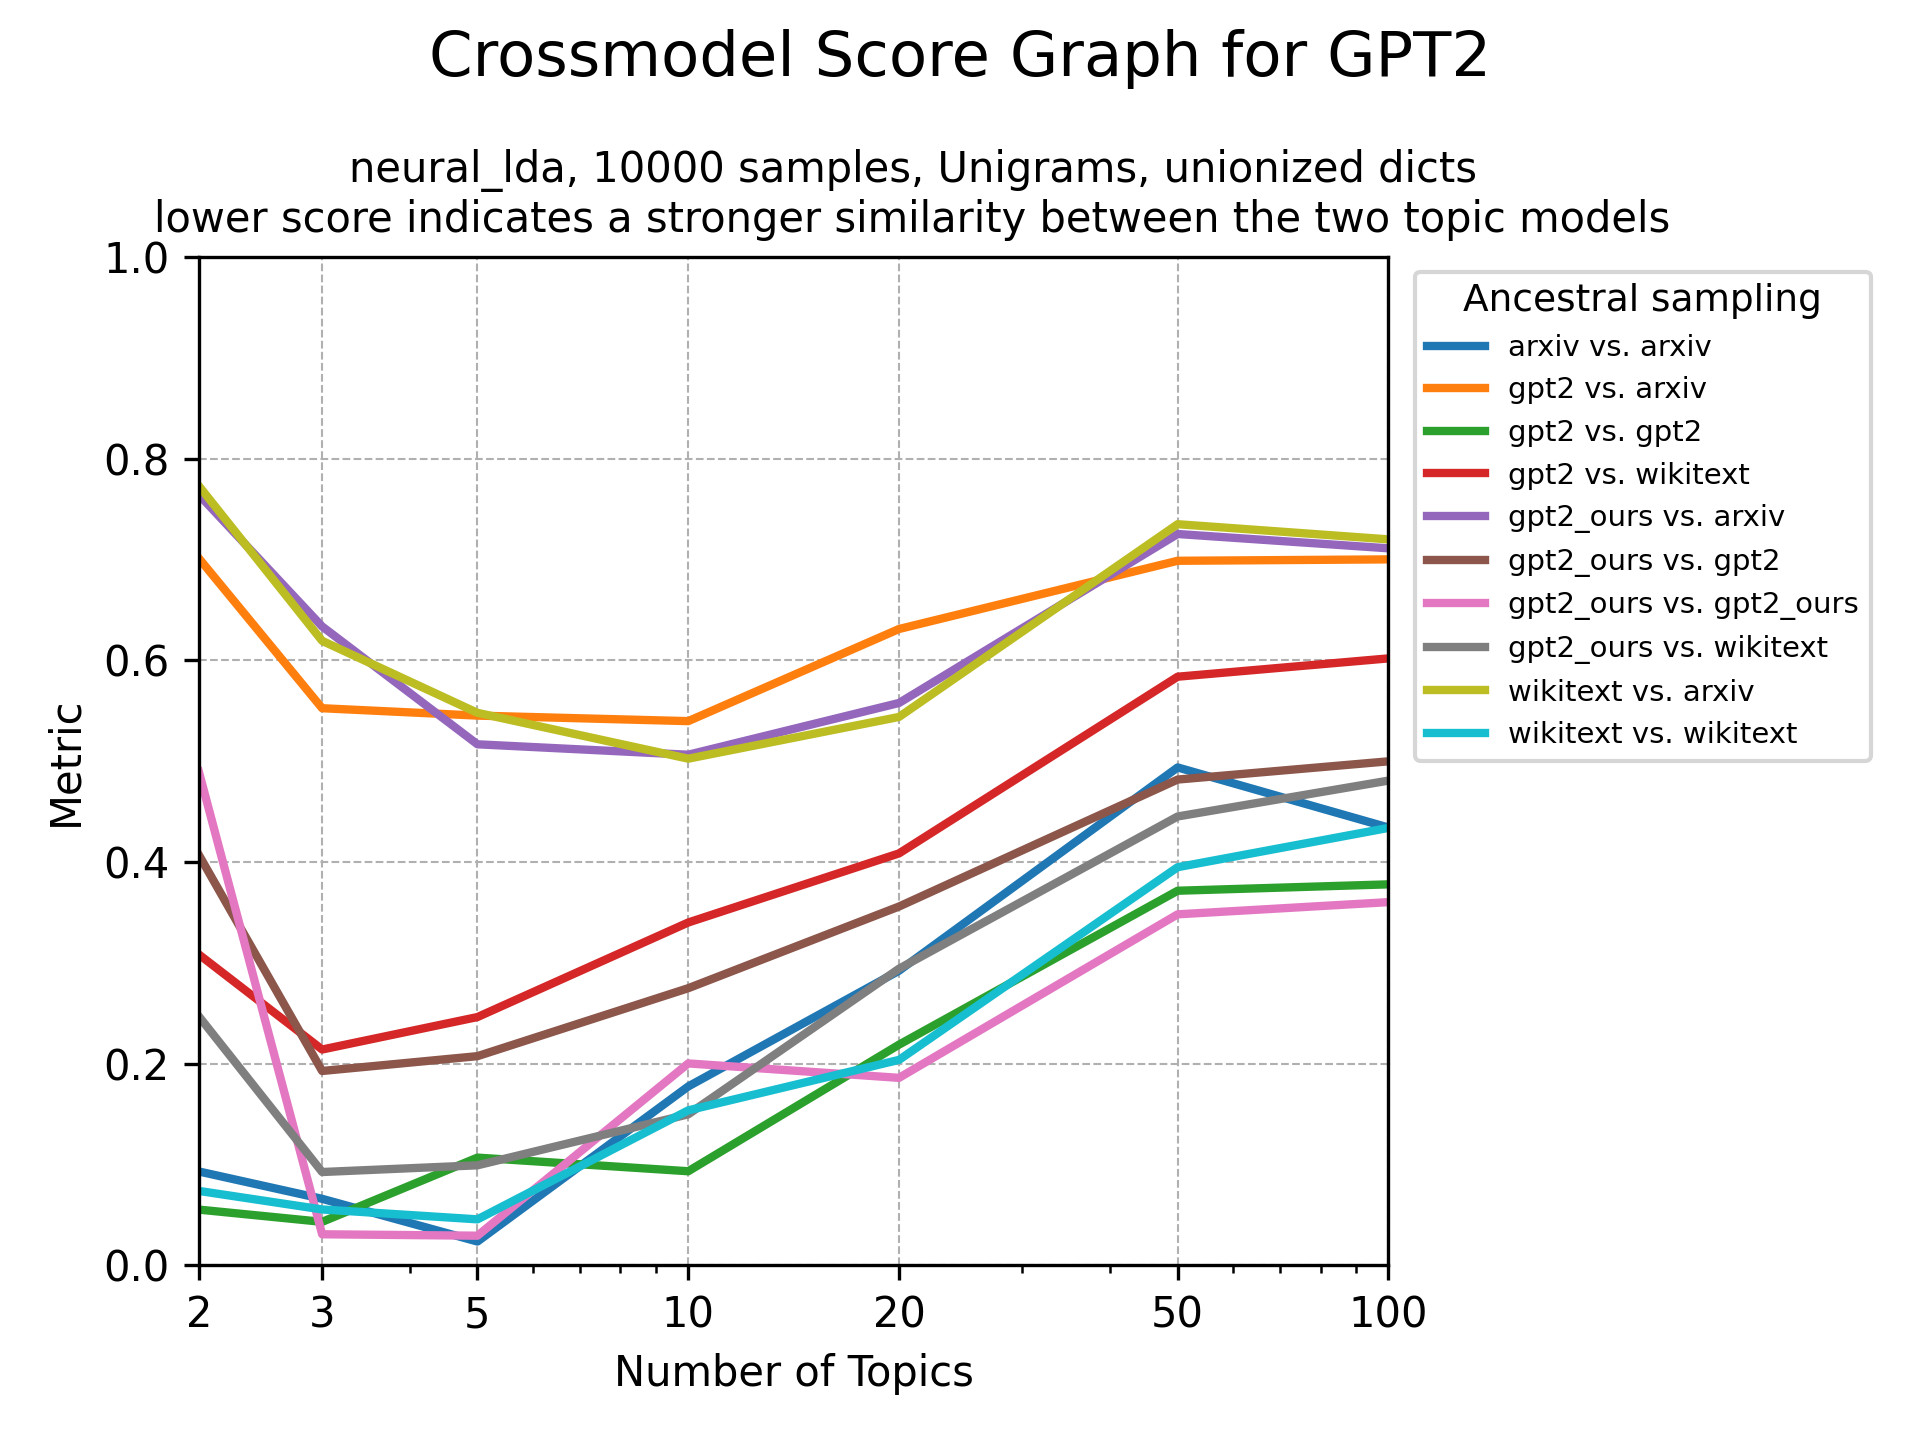 Crossmodel Score Graph for GPT2
neural_lda, 10000 samples, Unigrams, unionized dicts
lower score indicates a stronger similarity between the two topic models
1.0
0.8
0.6
0.4
0.2
0.0
Metric
2 3 5 10 20 50 100
Number of Topics
Ancestral sampling
arxiv vs. arxiv
gpt2 vs. arxiv
gpt2 vs. gpt2
gpt2 vs. wikitext
gpt2_ours vs. arxiv
gpt2_ours vs. gpt2
gpt2_ours vs. gpt2_ours
gpt2_ours vs. wikitext
wikitext vs. arxiv
wikitext vs. wikitext